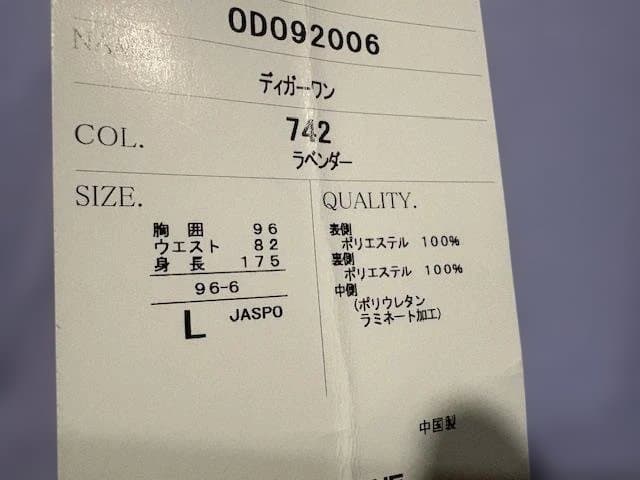 OD092006
NAME
ディガーワン
COL.
742
ラベンダー
SIZE.
胸囲 96
ウエスト 82
身長 175
96-6
L JASPO
QUALITY.
表側
ポリエステル 100%
裏側
ポリエステル 100%
中側
(ポリウレタン
ラミネート加工)
中国製